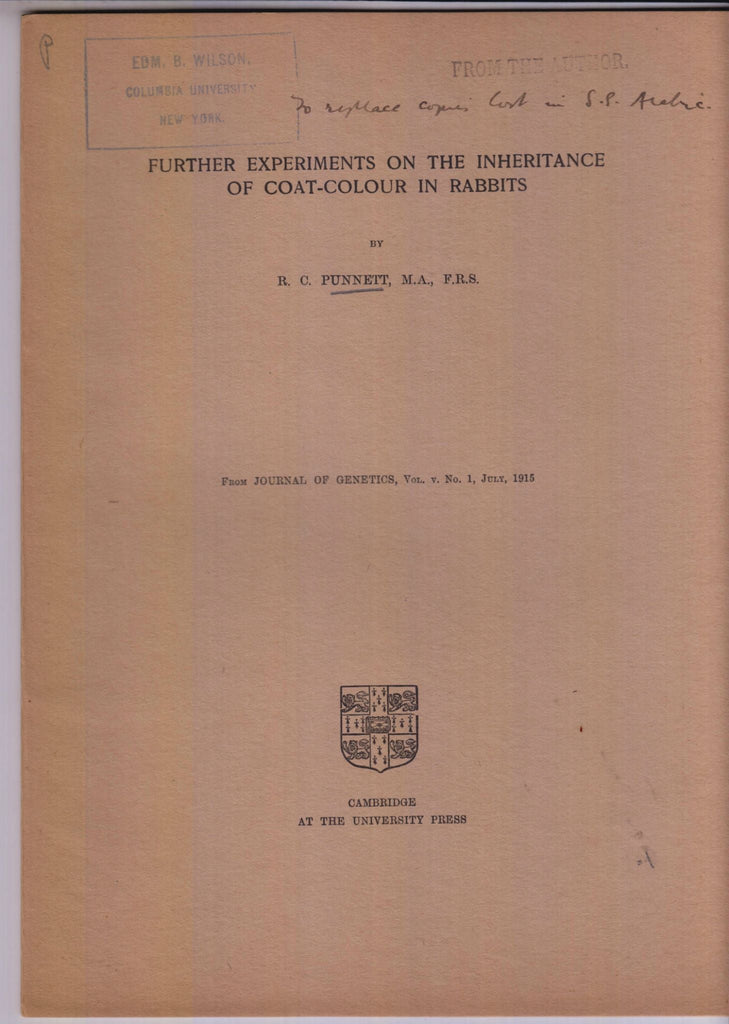 P
EDM. B. WILSON.
COLUMBIA UNIVERSITY
NEW YORK.
FROM THE AUTHOR.
To replace copies lost in S.S. Arabic.
FURTHER EXPERIMENTS ON THE INHERITANCE
OF COAT-COLOUR IN RABBITS
BY
R. C. PUNNETT, M.A., F.R.S.
FROM JOURNAL OF GENETICS, VOL. V. NO. 1, JULY, 1915
CAMBRIDGE
AT THE UNIVERSITY PRESS